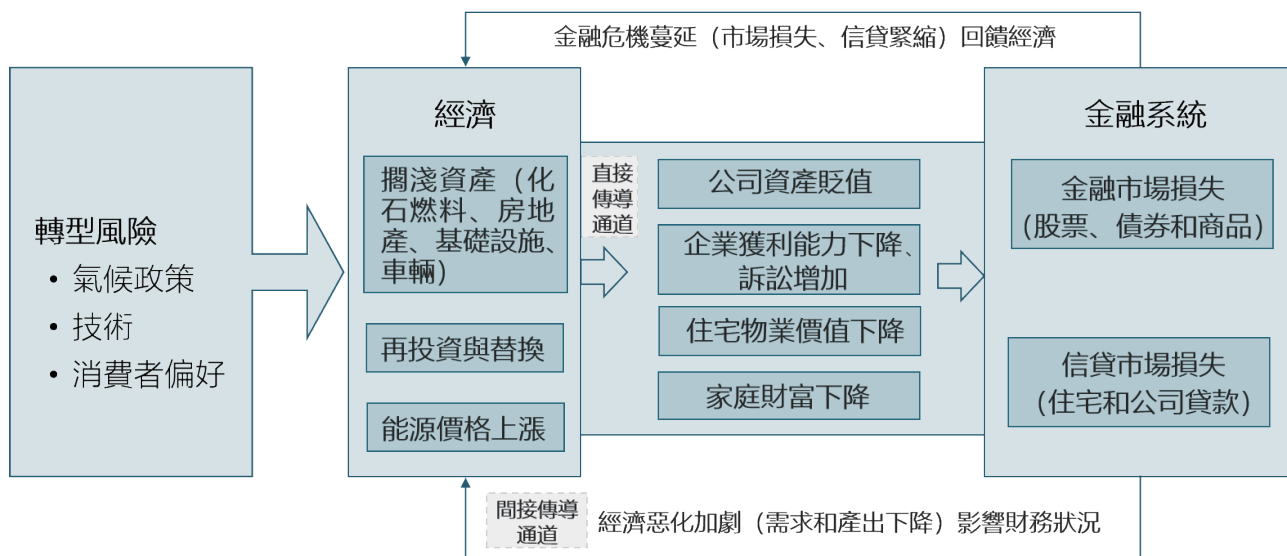 金融危機蔓延（市場損失、信貸緊縮）回饋經濟
轉型風險
• 氣候政策
• 技術
• 消費者偏好
經濟
擱淺資產（化
石燃料、房地
產、基礎設施、
車輛）
再投資與替換
能源價格上漲
直接
傳導
通道
公司資產貶值
企業獲利能力下降、
訴訟增加
住宅物業價值下降
家庭財富下降
金融系統
金融市場損失
（股票、債券和商品）
信貸市場損失
（住宅和公司貸款）
間接傳導
通道
經濟惡化加劇（需求和產出下降）影響財務狀況